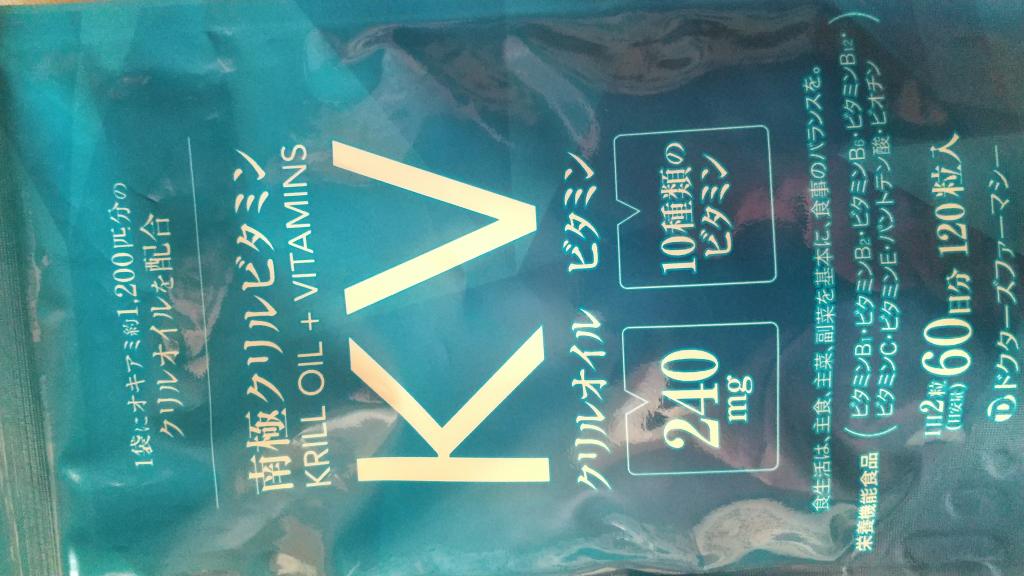 1袋にオキアミ約1,200匹分の
クリルオイルを配合
南極クリルビタミン
KRILL OIL + VITAMINS
KV
クリルオイル ビタミン
240
mg
10種類の
ビタミン
食生活は、主食、主菜、副菜を基本に、食事のバランスを。
栄養機能食品
(ビタミンB1・ビタミンB2・ビタミンB6・ビタミンB12・
ビタミンC・ビタミンE・パントテン酸・ビオチン)
1日2粒
(目安量)
60日分 120粒入
ドクターズファーマシー